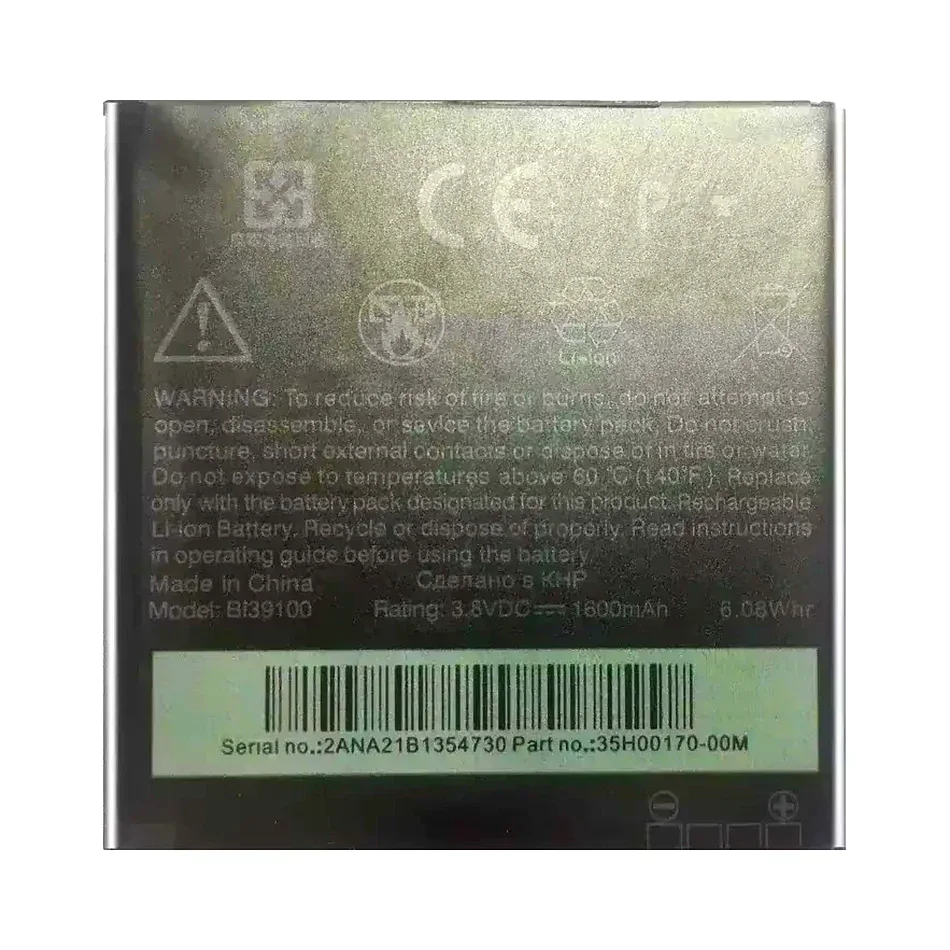 CE
Li-ion
WARNING: To reduce risk of fire or burns, do not attempt to
open, disassemble, or sevice the battery pack. Do not crush,
puncture, short external contacts or dispose of in fire or water.
Do not expose to temperatures above 60°C (140°F). Replace
only with the battery pack designated for this product. Rechargeable
Li-ion Battery. Recycle or dispose of properly. Read instructions
in operating guide before using the battery.
Made in China Сделано в КНР
Model: BI39100 Rating: 3.8VDC⎓1600mAh 6.08Whr
Serial no.:2ANA21B1354730 Part no.:35H00170-00M